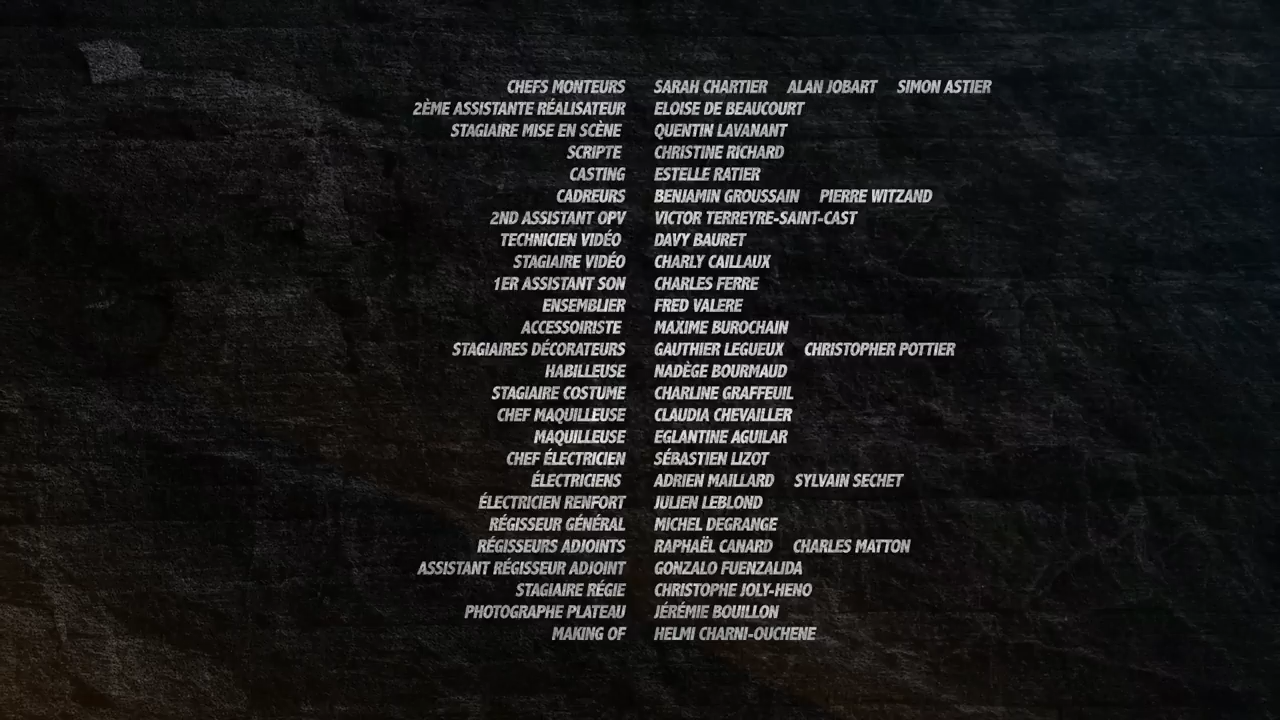 CHEFS MONTEURS SARAH CHARTIER ALAN JOBART SIMON ASTIER
2ÈME ASSISTANTE RÉALISATEUR ELOISE DE BEAUCOURT
STAGIAIRE MISE EN SCÈNE QUENTIN LAVANANT
SCRIPTE CHRISTINE RICHARD
CASTING ESTELLE RATIER
CADREURS BENJAMIN GROUSSAIN PIERRE WITZAND
2ND ASSISTANT OPV VICTOR TERREYRE-SAINT-CAST
TECHNICIEN VIDÉO DAVY BAURET
STAGIAIRE VIDÉO CHARLY CAILLAUX
1ER ASSISTANT SON CHARLES FERRE
ENSEMBLIER FRED VALERE
ACCESSOIRISTE MAXIME BUROCHAIN
STAGIAIRES DÉCORATEURS GAUTHIER LEGUEUX CHRISTOPHER POTTIER
HABILLEUSE NADÈGE BOURMAUD
STAGIAIRE COSTUME CHARLINE GRAFFEUIL
CHEF MAQUILLEUSE CLAUDIA CHEVAILLER
MAQUILLEUSE EGLANTINE AGUILAR
CHEF ÉLECTRICIEN SÉBASTIEN LIZOT
ÉLECTRICIENS ADRIEN MAILLARD SYLVAIN SECHET
ÉLECTRICIEN RENFORT JULIEN LEBLOND
RÉGISSEUR GÉNÉRAL MICHEL DEGRANGE
RÉGISSEURS ADJOINTS RAPHAËL CANARD CHARLES MATTON
ASSISTANT RÉGISSEUR ADJOINT GONZALO FUENZALIDA
STAGIAIRE RÉGIE CHRISTOPHE JOLY-HENO
PHOTOGRAPHE PLATEAU JÉRÉMIE BOUILLON
MAKING OF HELMI CHARNI-OUCHENE